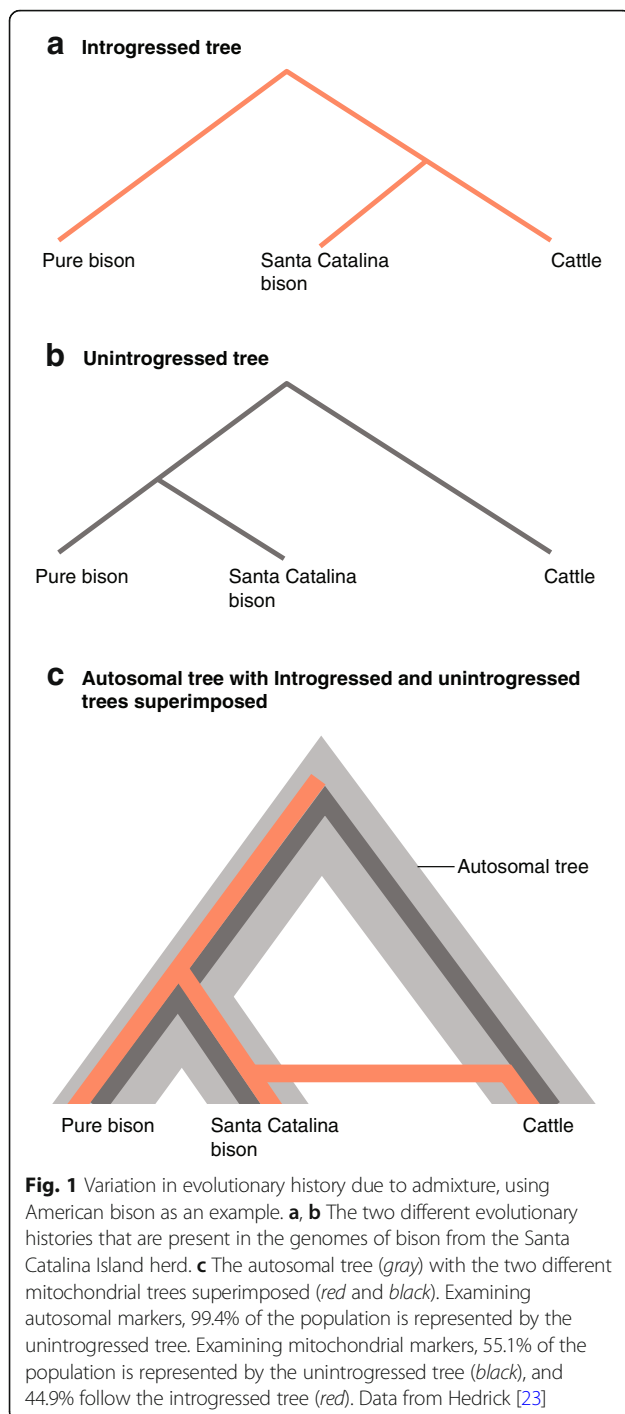 a Introgressed tree
Pure bison Santa Catalina bison Cattle
b Unintrogressed tree
Pure bison Santa Catalina bison Cattle
c Autosomal tree with Introgressed and unintrogressed
trees superimposed
Autosomal tree
Pure bison Santa Catalina bison Cattle
Fig. 1 Variation in evolutionary history due to admixture, using
American bison as an example. a, b The two different evolutionary
histories that are present in the genomes of bison from the Santa
Catalina Island herd. c The autosomal tree (gray) with the two different
mitochondrial trees superimposed (red and black). Examining
autosomal markers, 99.4% of the population is represented by the
unintrogressed tree. Examining mitochondrial markers, 55.1% of the
population is represented by the unintrogressed tree (black), and
44.9% follow the introgressed tree (red). Data from Hedrick [23]